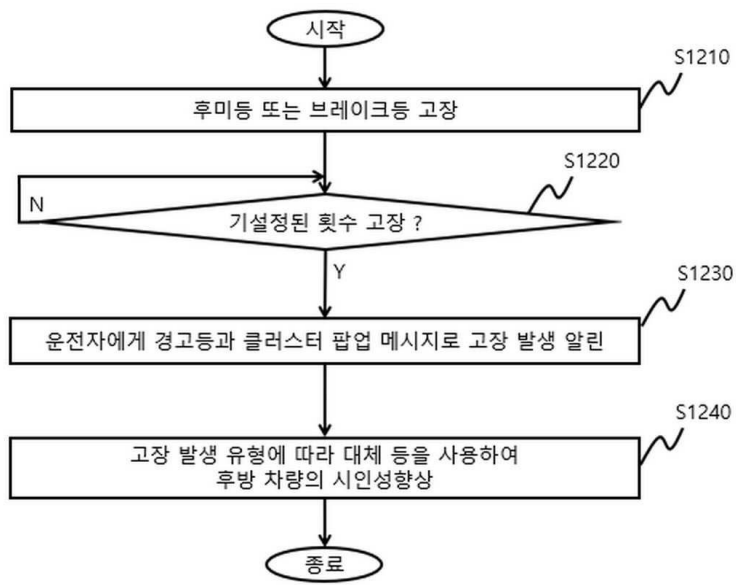 시작
S1210
후미등 또는 브레이크등 고장
S1220
N
기설정된 횟수 고장 ?
Y
S1230
운전자에게 경고등과 클러스터 팝업 메시지로 고장 발생 알린
S1240
고장 발생 유형에 따라 대체 등을 사용하여
후방 차량의 시인성향상
종료